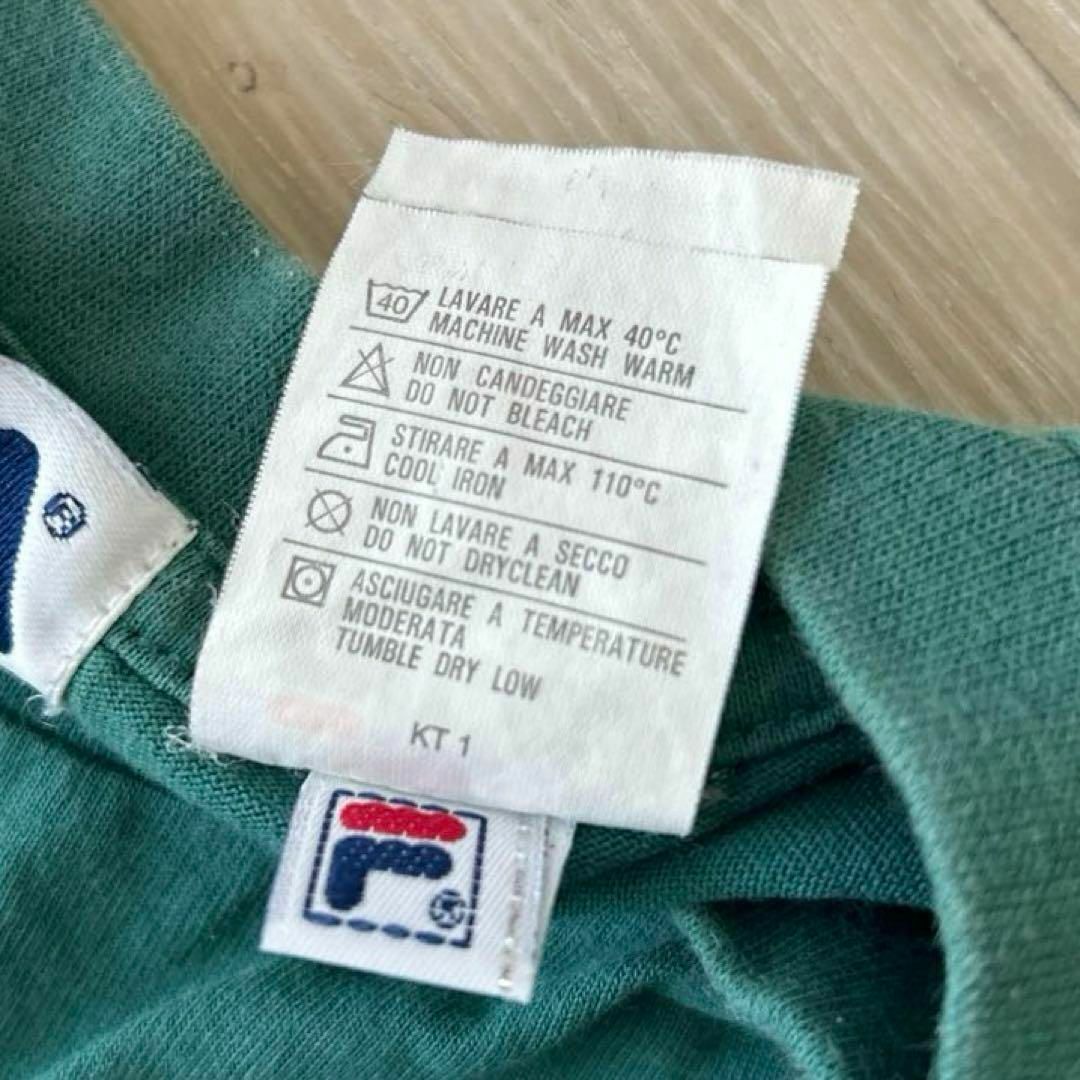 40 LAVARE A MAX 40°C
MACHINE WASH WARM
NON CANDEGGIARE
DO NOT BLEACH
STIRARE A MAX 110°C
COOL IRON
NON LAVARE A SECCO
DO NOT DRYCLEAN
ASCIUGARE A TEMPERATURE
MODERATA
TUMBLE DRY LOW
KT 1
®
F
®